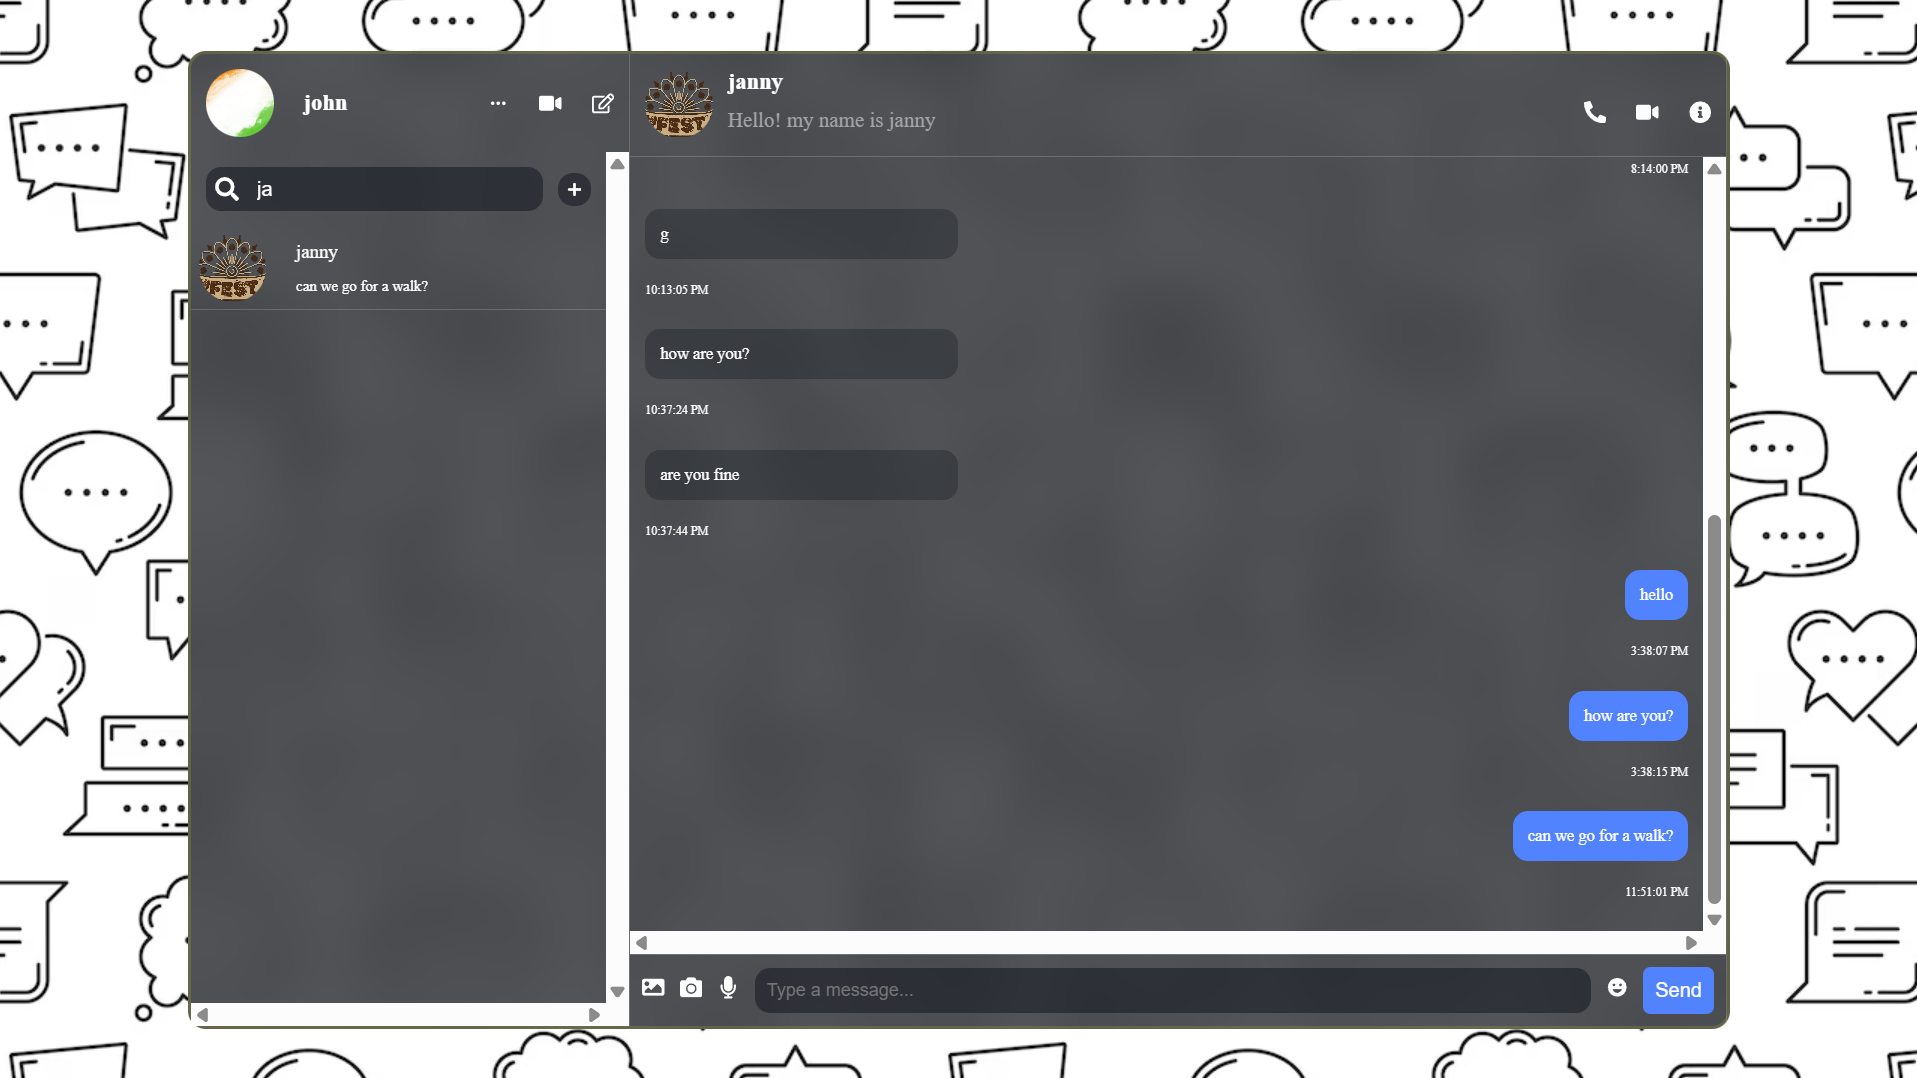 john
ja
janny
can we go for a walk?
FEST
janny
Hello! my name is janny
FEST
8:14:00 PM
g
10:13:05 PM
how are you?
10:37:24 PM
are you fine
10:37:44 PM
hello
3:38:07 PM
how are you?
3:38:15 PM
can we go for a walk?
11:51:01 PM
Type a message...
Send